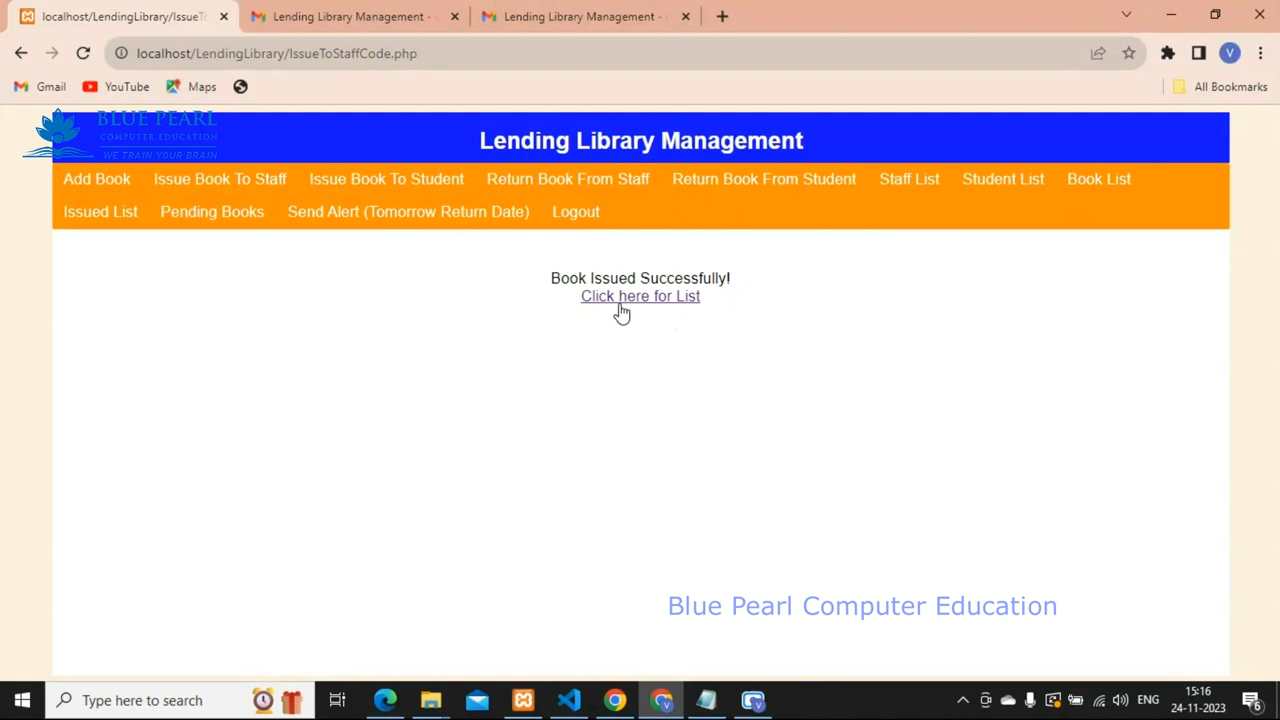 localhost/LendingLibrary/IssueT
Lending Library Management -
Lending Library Management -
localhost/LendingLibrary/IssueToStaffCode.php
V
Gmail
YouTube
Maps
All Bookmarks
BLUE PEARL
COMPUTER EDUCATION
WE TRAIN YOUR BRAIN
Lending Library Management
Add Book
Issue Book To Staff
Issue Book To Student
Return Book From Staff
Return Book From Student
Staff List
Student List
Book List
Issued List
Pending Books
Send Alert (Tomorrow Return Date)
Logout
Book Issued Successfully!
Click here for List
Blue Pearl Computer Education
Type here to search
ENG
15:16
24-11-2023
6